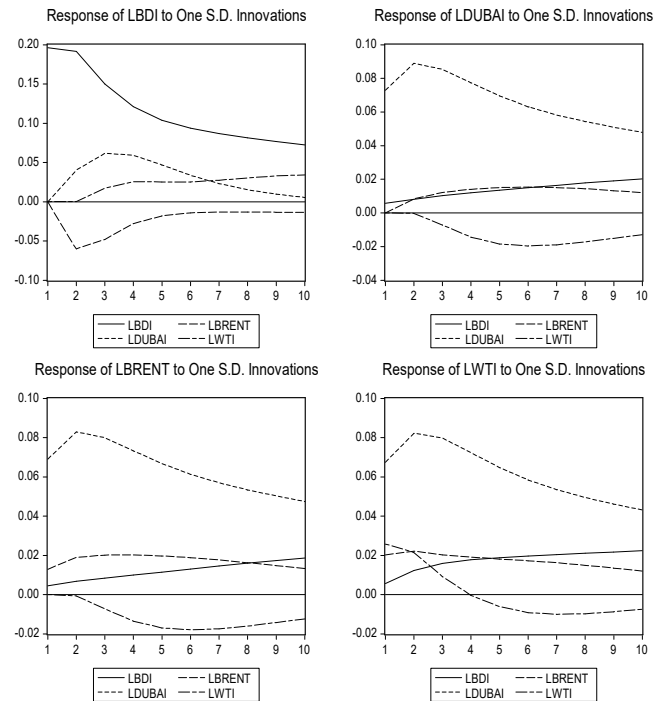 Response of LBDI to One S.D. Innovations
0.20
0.15
0.10
0.05
0.00
-0.05
-0.10
1 2 3 4 5 6 7 8 9 10
LBDI LBRENT
LDUBAI LWTI
Response of LDUBAI to One S.D. Innovations
0.10
0.08
0.06
0.04
0.02
0.00
-0.02
-0.04
1 2 3 4 5 6 7 8 9 10
LBDI LBRENT
LDUBAI LWTI
Response of LBRENT to One S.D. Innovations
0.10
0.08
0.06
0.04
0.02
0.00
-0.02
1 2 3 4 5 6 7 8 9 10
LBDI LBRENT
LDUBAI LWTI
Response of LWTI to One S.D. Innovations
0.10
0.08
0.06
0.04
0.02
0.00
-0.02
1 2 3 4 5 6 7 8 9 10
LBDI LBRENT
LDUBAI LWTI